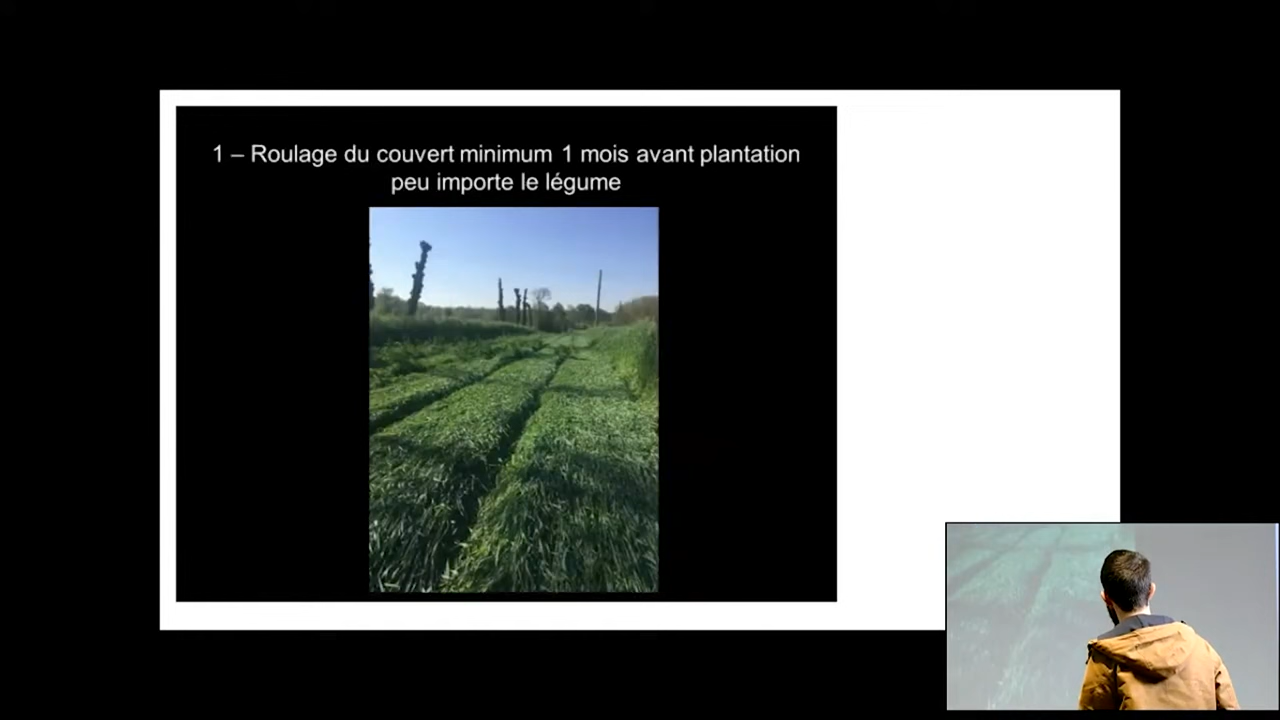 1 – Roulage du couvert minimum 1 mois avant plantation
peu importe le légume